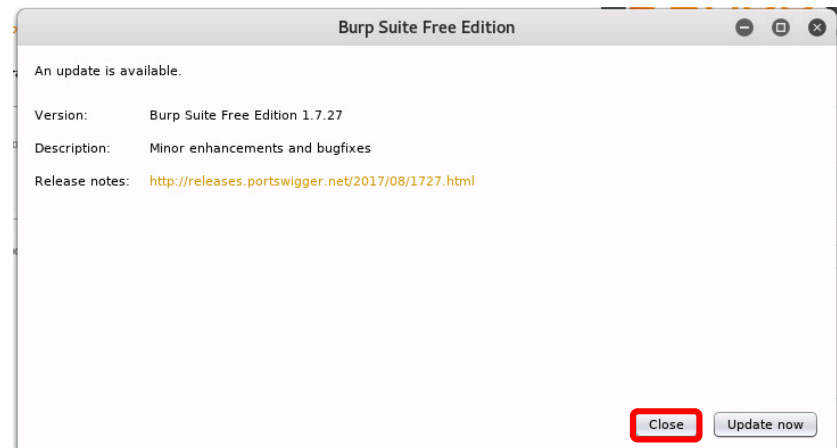 Burp Suite Free Edition
An update is available.
Version: Burp Suite Free Edition 1.7.27
Description: Minor enhancements and bugfixes
Release notes: http://releases.portswigger.net/2017/08/1727.html
Close Update now